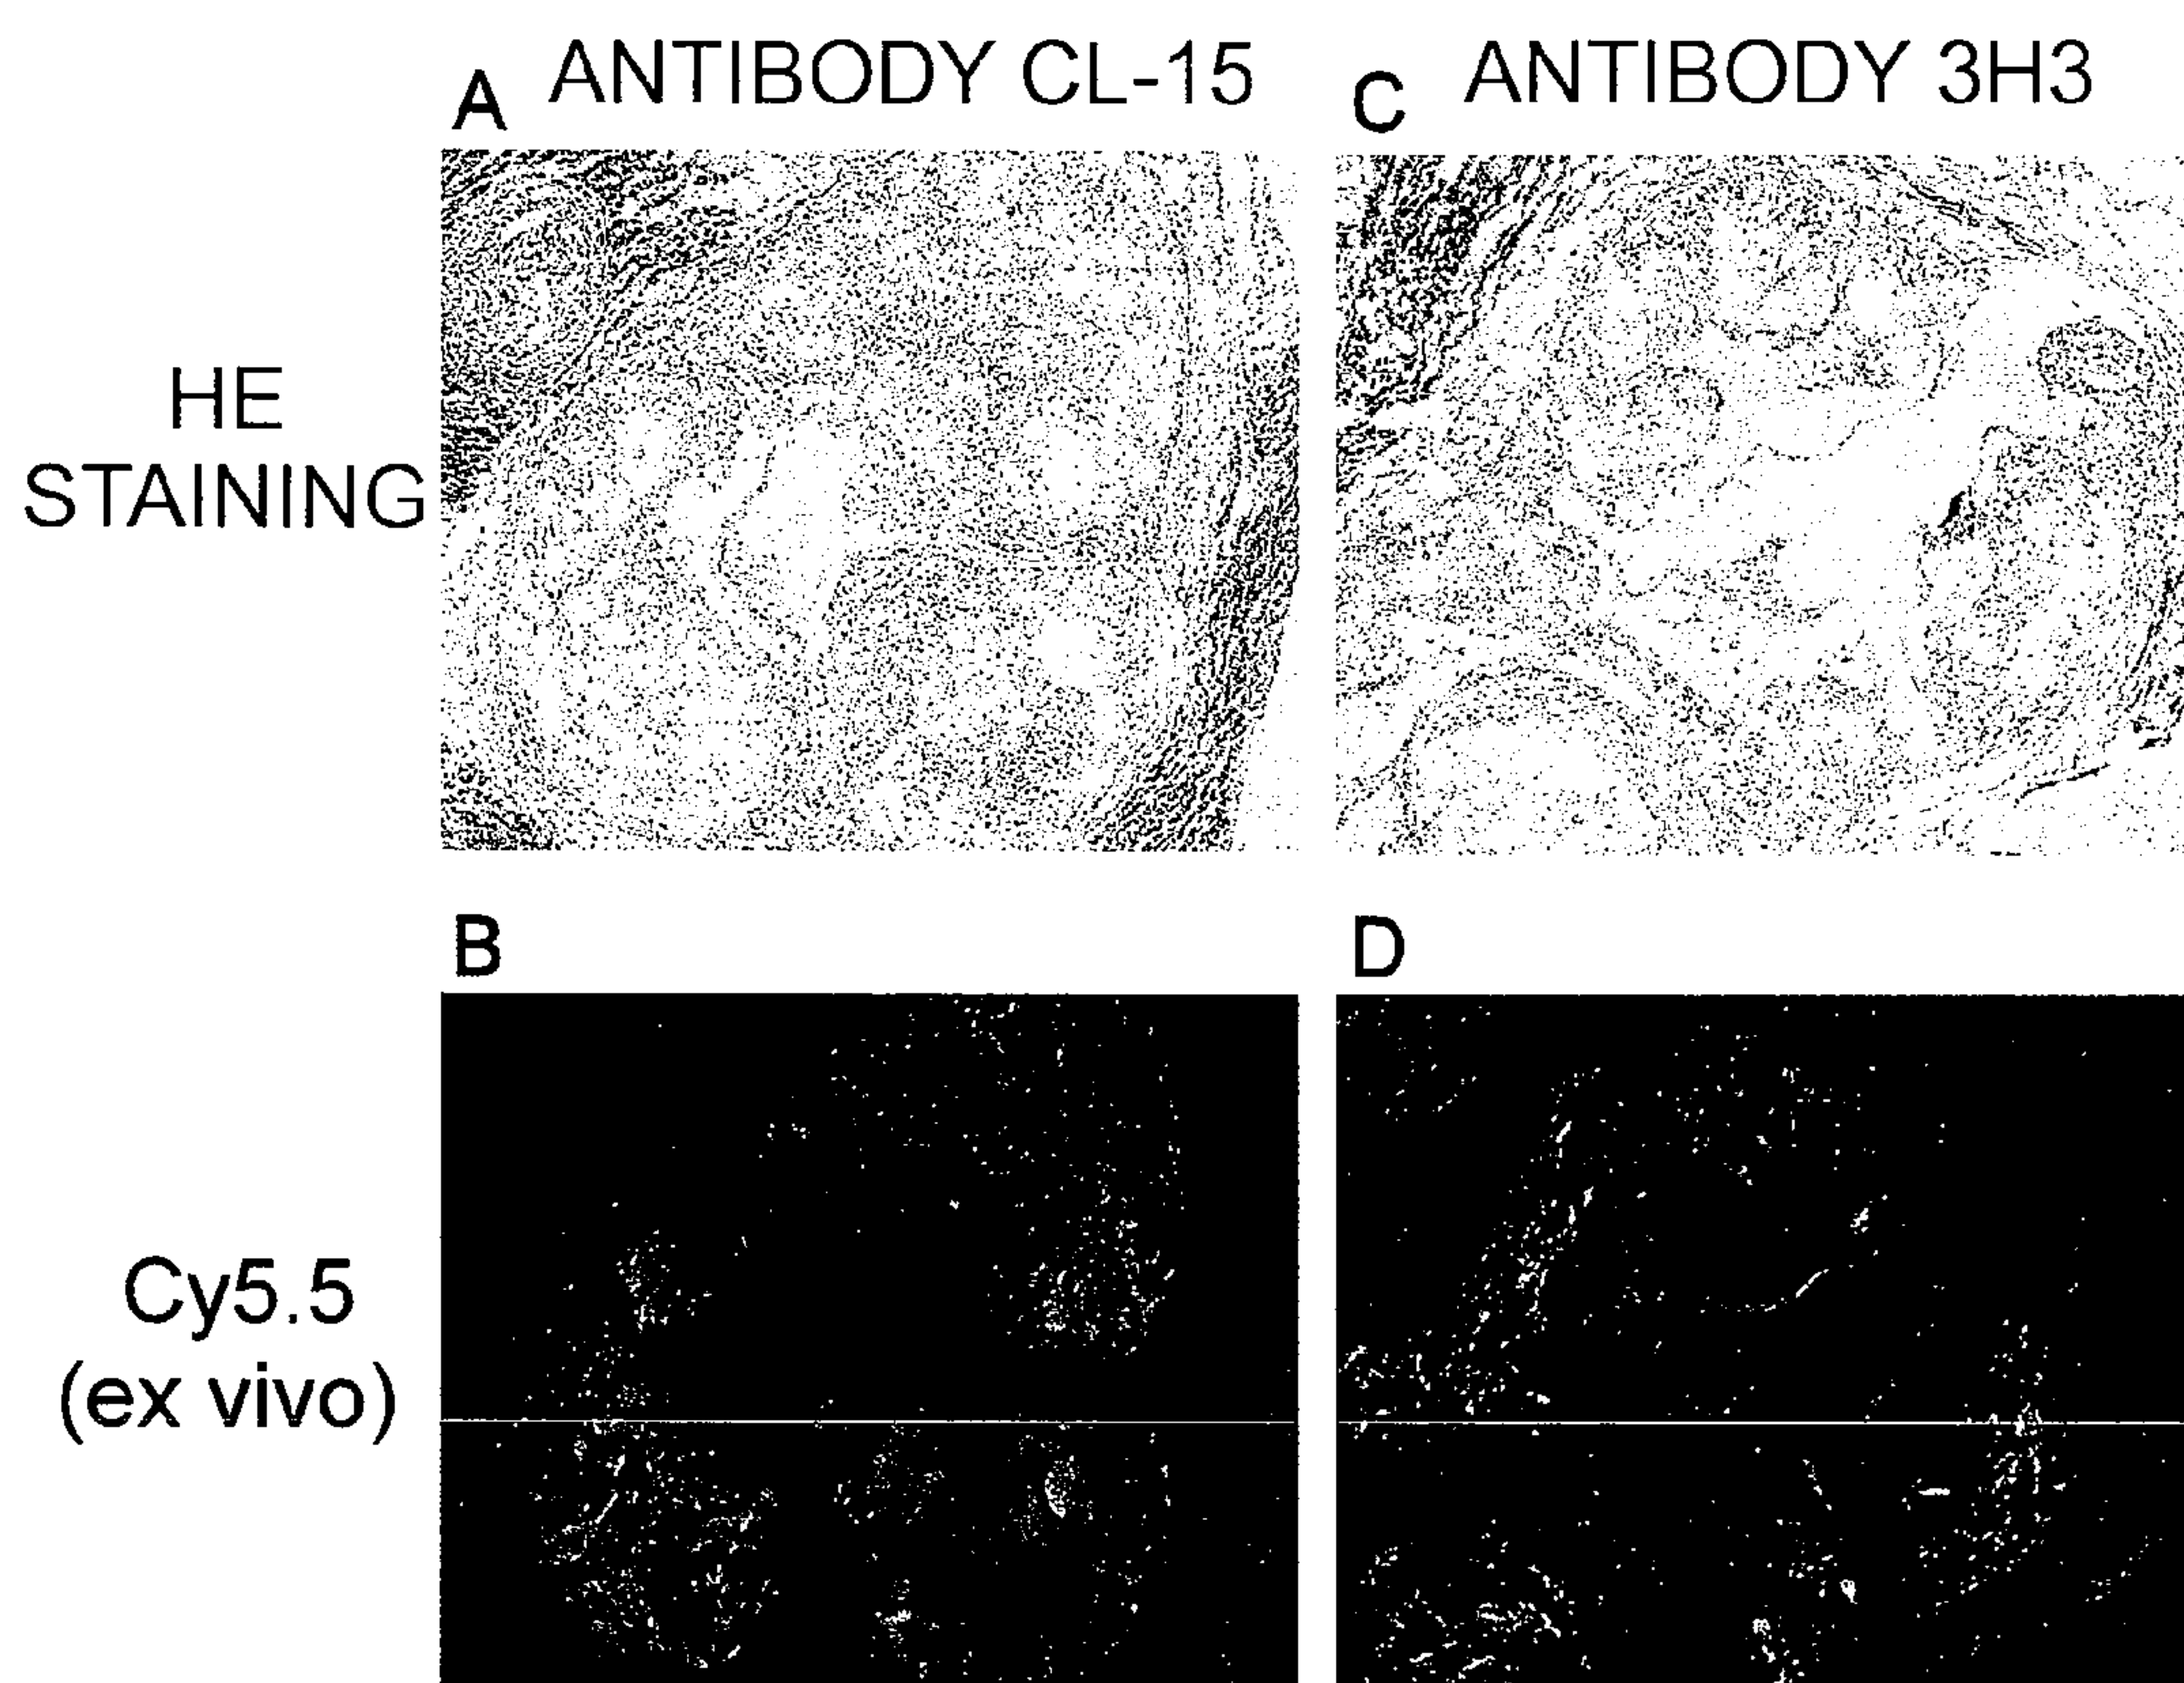 A ANTIBODY CL-15
C ANTIBODY 3H3
HE
STAINING
B
D
Cy5.5
(ex vivo)